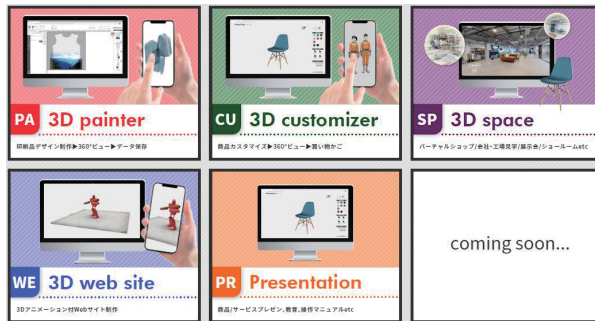 PA 3D painter
印刷品デザイン制作▶360°ビュー▶データ保存
CU 3D customizer
商品カスタマイズ▶360°ビュー▶買い物かご
SP 3D space
バーチャルショップ/会社・工場見学/展示会/ショールームetc
WE 3D web site
3Dアニメーション付Webサイト制作
PR Presentation
商品/サービスプレゼン、教育、操作マニュアルetc
coming soon...